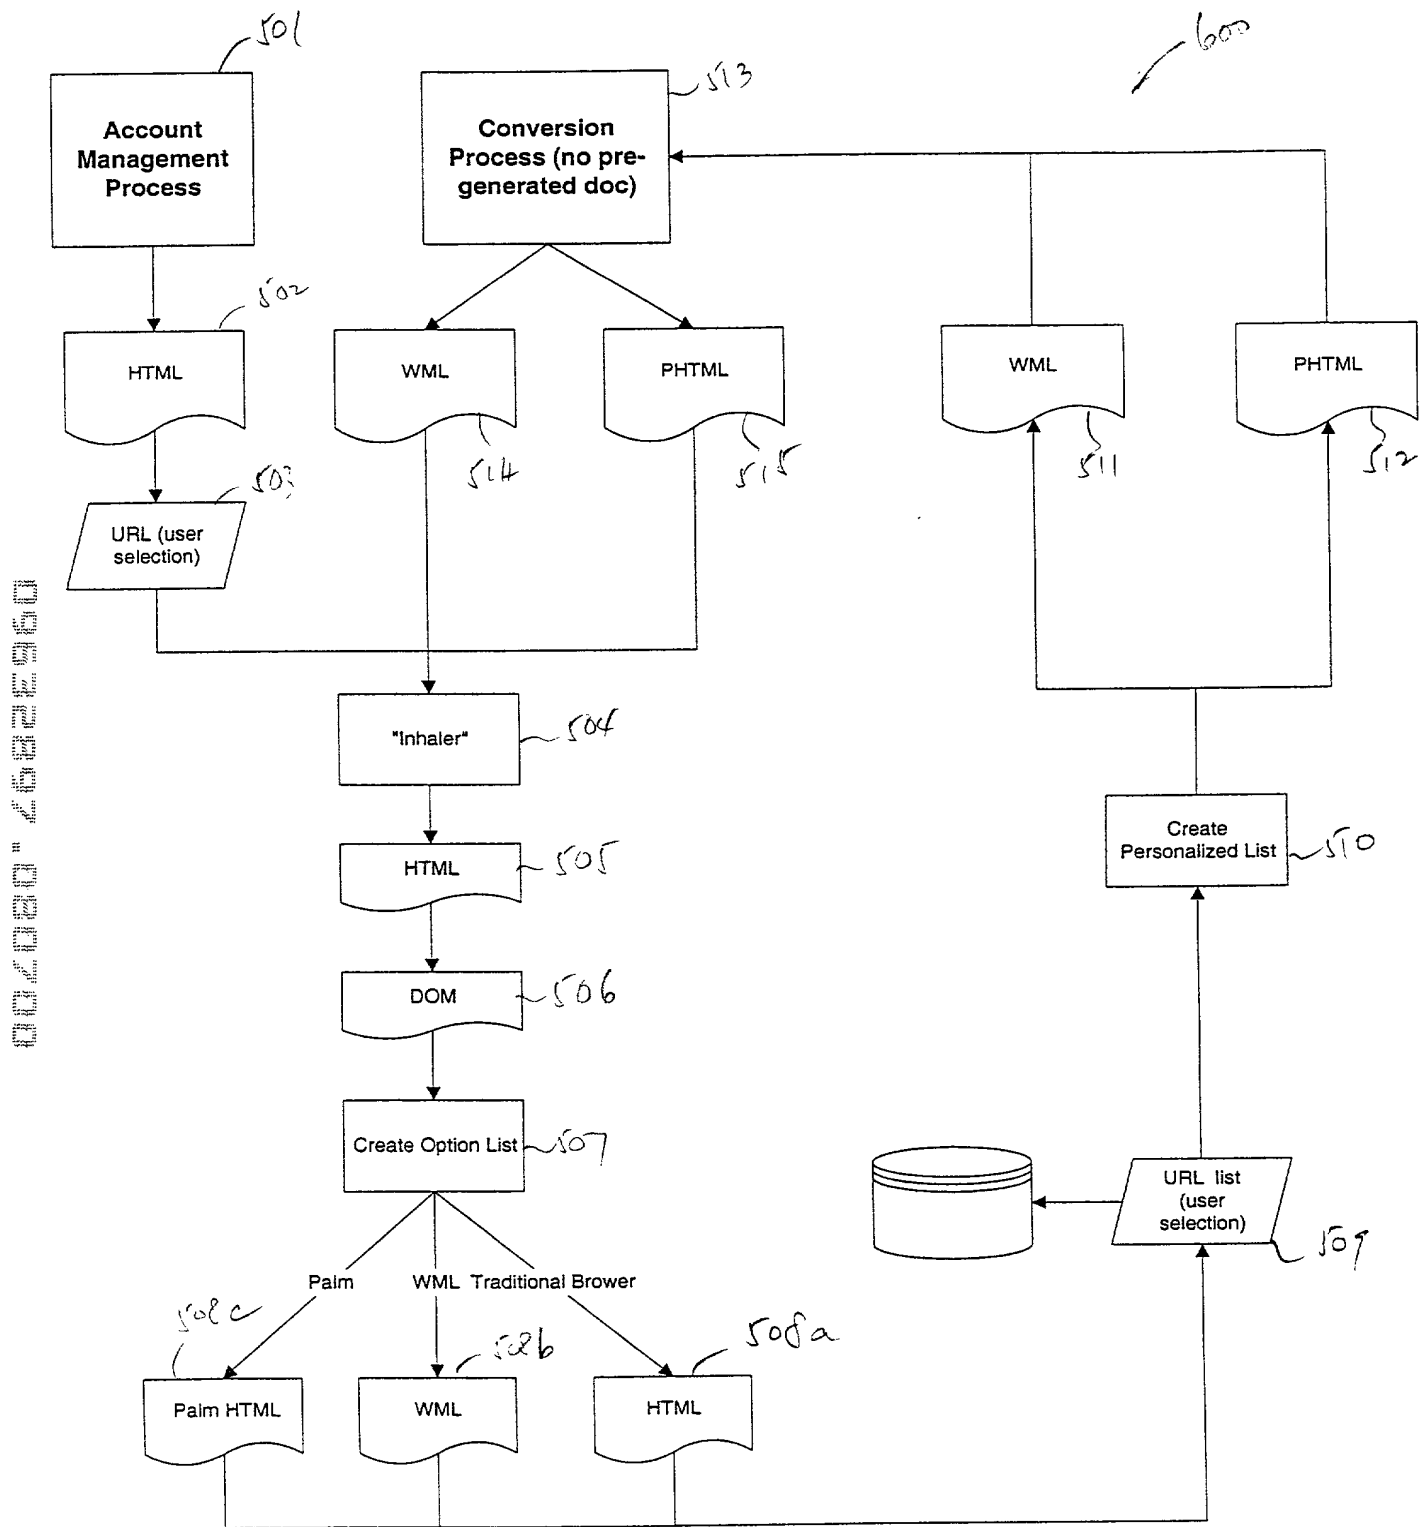 501
513
600
Account
Management
Process
Conversion
Process (no pre-
generated doc)
502
HTML
WML
PHTML
WML
PHTML
514
515
511
512
503
URL (user
selection)
"Inhaler"
504
HTML
505
DOM
506
Create Option List
507
Create
Personalized List
510
URL list
(user
selection)
509
Palm
WML
Traditional Brower
508c
508b
508a
Palm HTML
WML
HTML
09632897 .080700